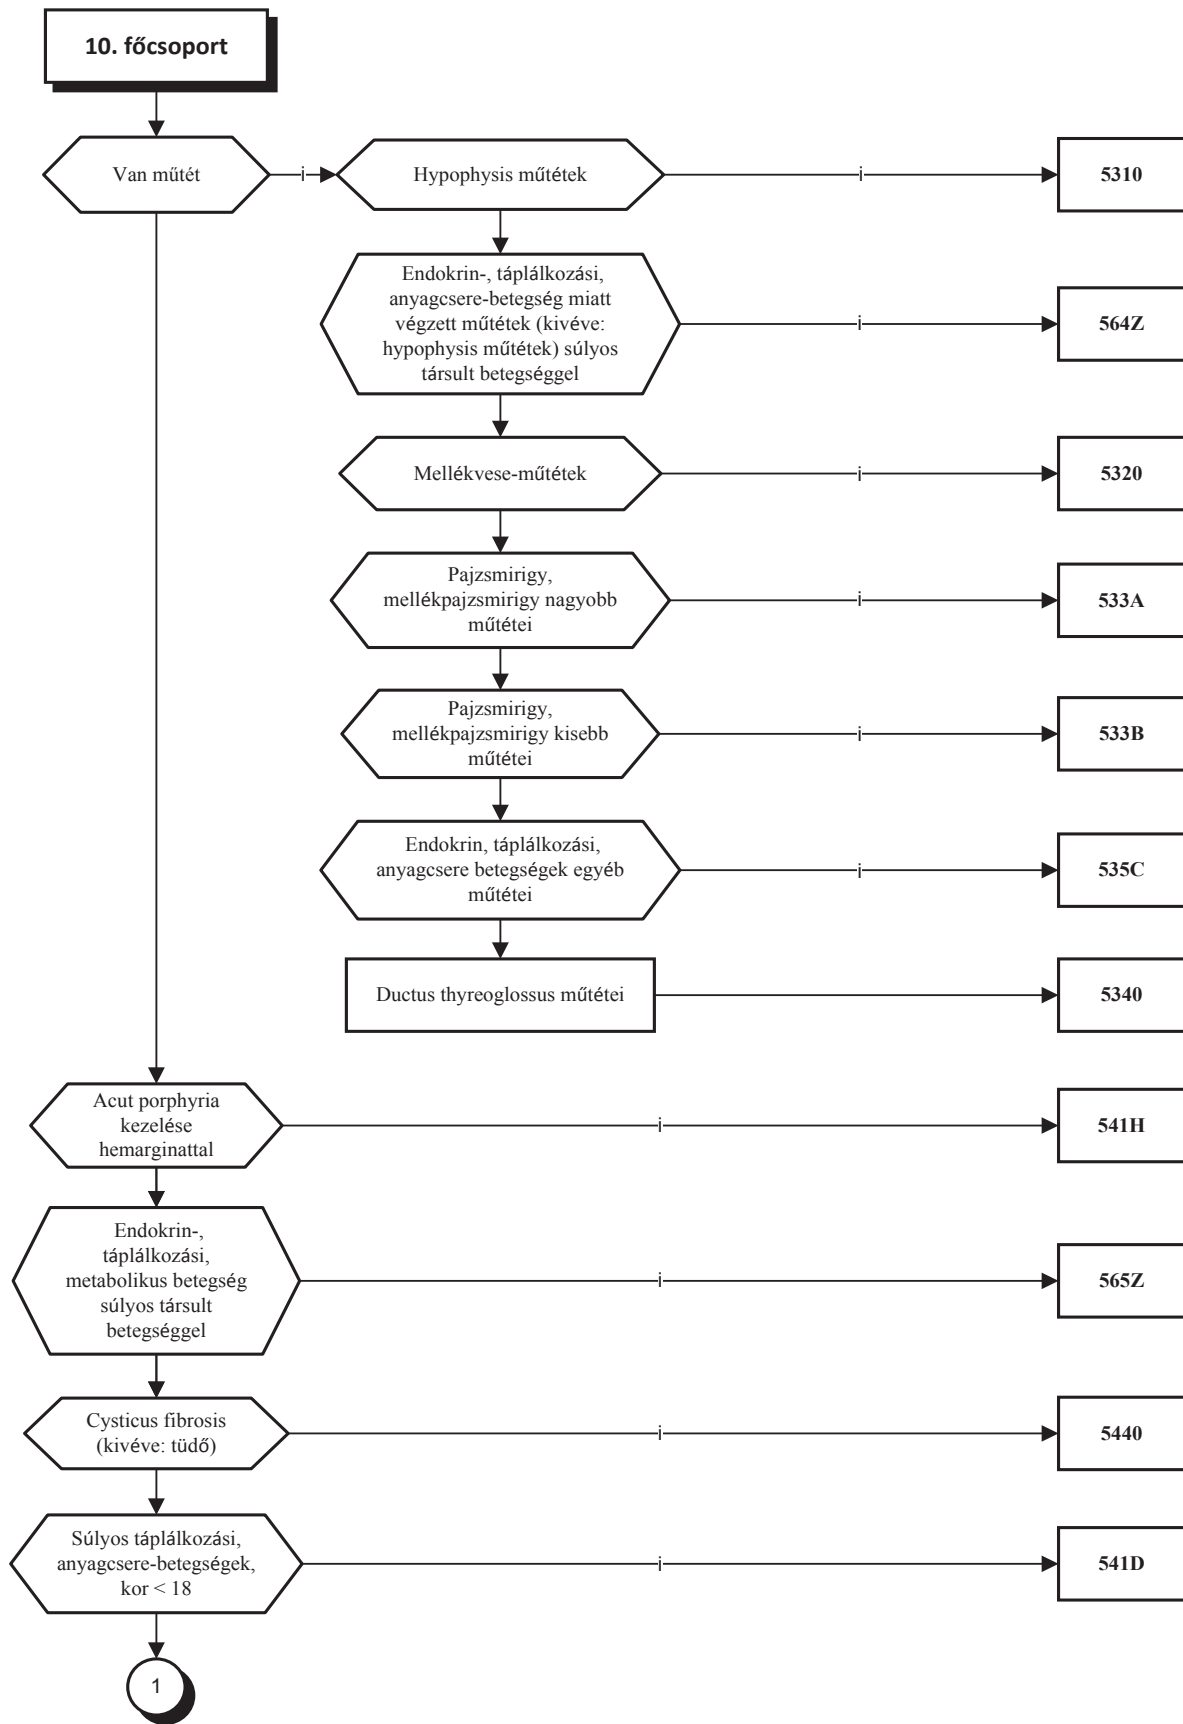 10. főcsoport
Van műtét
i
Hypophysis műtétek
i
5310
Endokrin-, táplálkozási,
anyagcsere-betegség miatt
végzett műtétek (kivéve:
hypophysis műtétek) súlyos
társult betegséggel
i
564Z
Mellékvese-műtétek
i
5320
Pajzsmirigy,
mellékpajzsmirigy nagyobb
műtétei
i
533A
Pajzsmirigy,
mellékpajzsmirigy kisebb
műtétei
i
533B
Endokrin, táplálkozási,
anyagcsere betegségek egyéb
műtétei
i
535C
Ductus thyreoglossus műtétei
5340
Acut porphyria
kezelése
hemarginattal
i
541H
Endokrin-,
táplálkozási,
metabolikus betegség
súlyos társult
betegséggel
i
565Z
Cysticus fibrosis
(kivéve: tüdő)
i
5440
Súlyos táplálkozási,
anyagcsere-betegségek,
kor < 18
i
541D
1